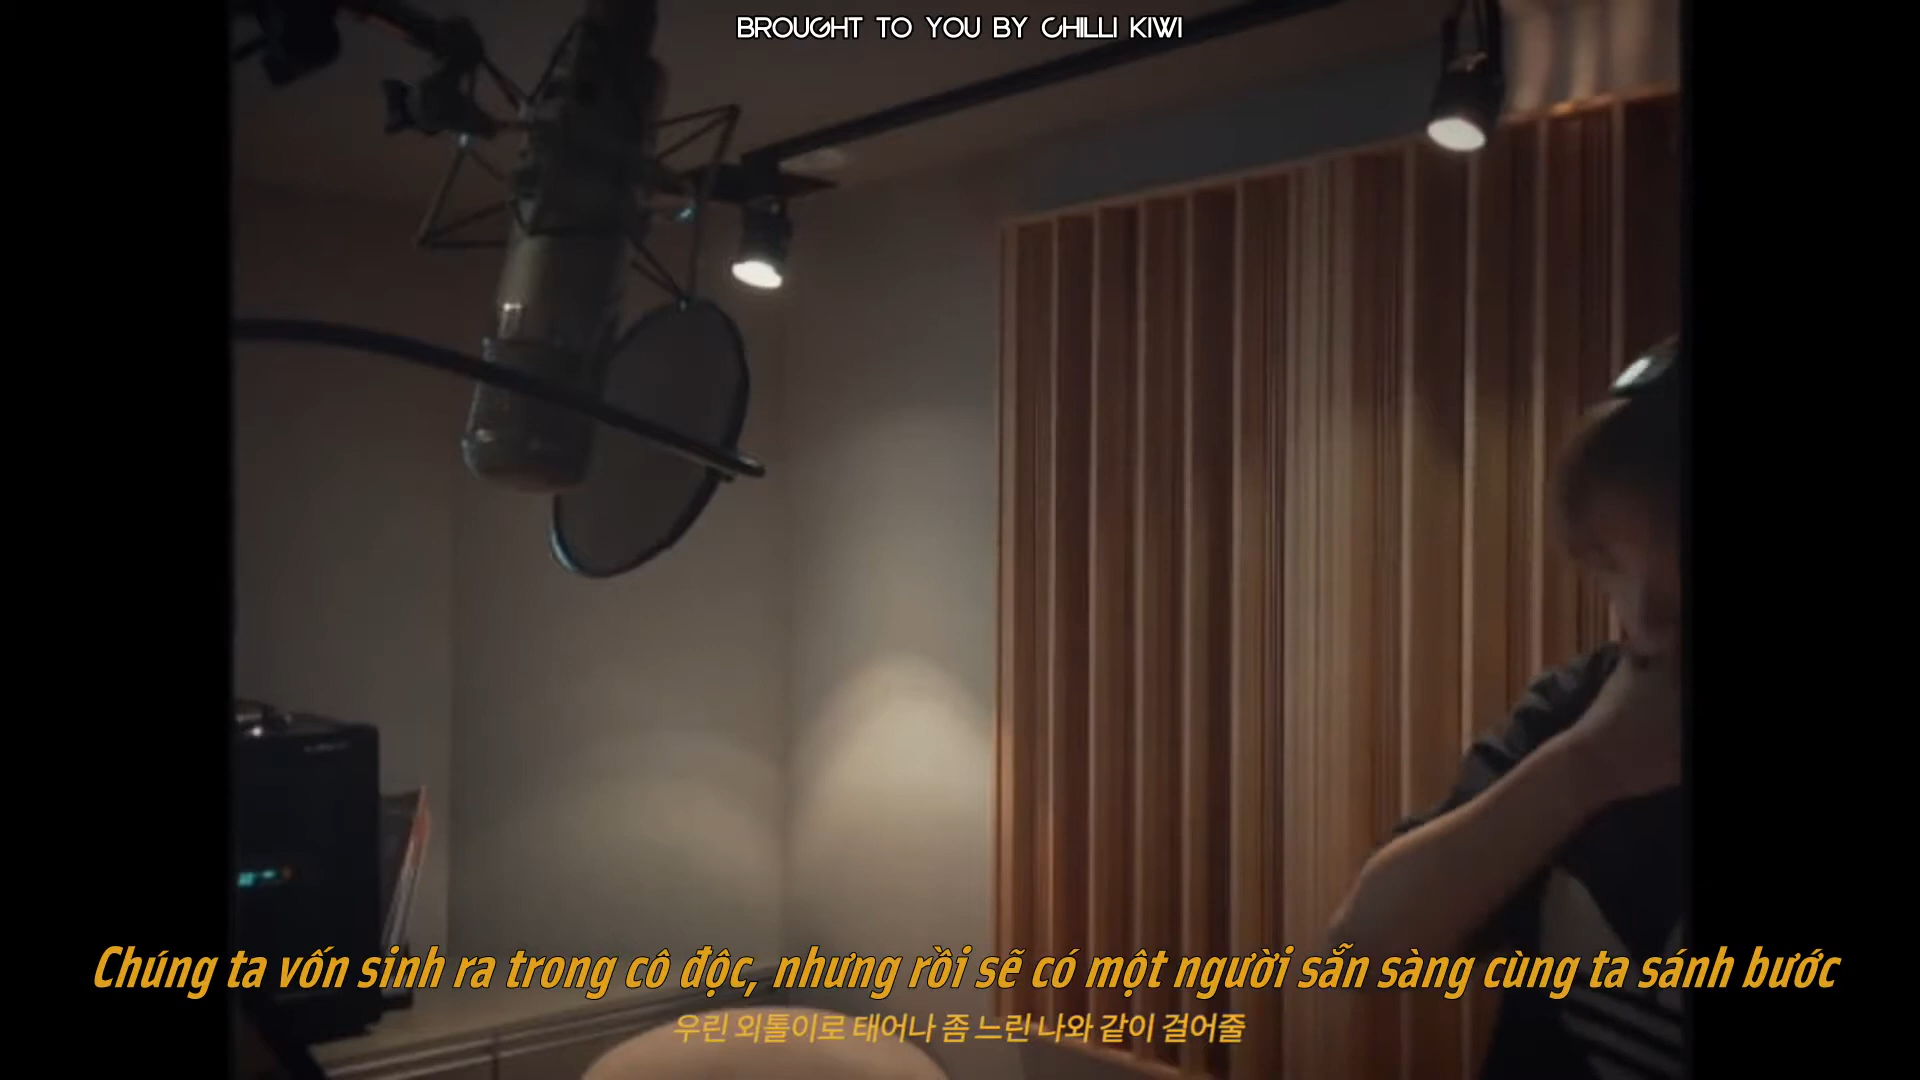 BROUGHT TO YOU BY CHILLI KIWI
Chúng ta vốn sinh ra trong cô độc, nhưng rồi sẽ có một người sẵn sàng cùng ta sánh bước
우린 외톨이로 태어나 좀 느린 나와 같이 걸어줄